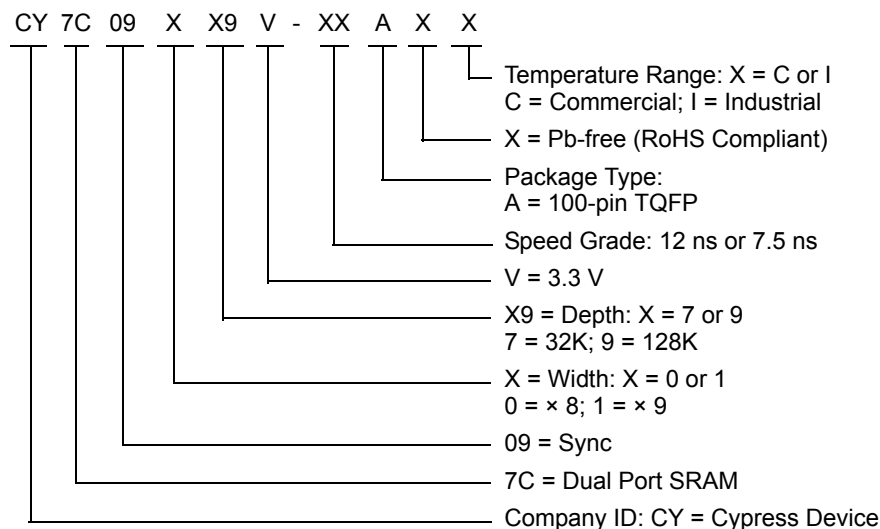 CY 7C 09 X X9 V - XX A X X
Temperature Range: X = C or I
C = Commercial; I = Industrial
X = Pb-free (RoHS Compliant)
Package Type:
A = 100-pin TQFP
Speed Grade: 12 ns or 7.5 ns
V = 3.3 V
X9 = Depth: X = 7 or 9
7 = 32K; 9 = 128K
X = Width: X = 0 or 1
0 = × 8; 1 = × 9
09 = Sync
7C = Dual Port SRAM
Company ID: CY = Cypress Device